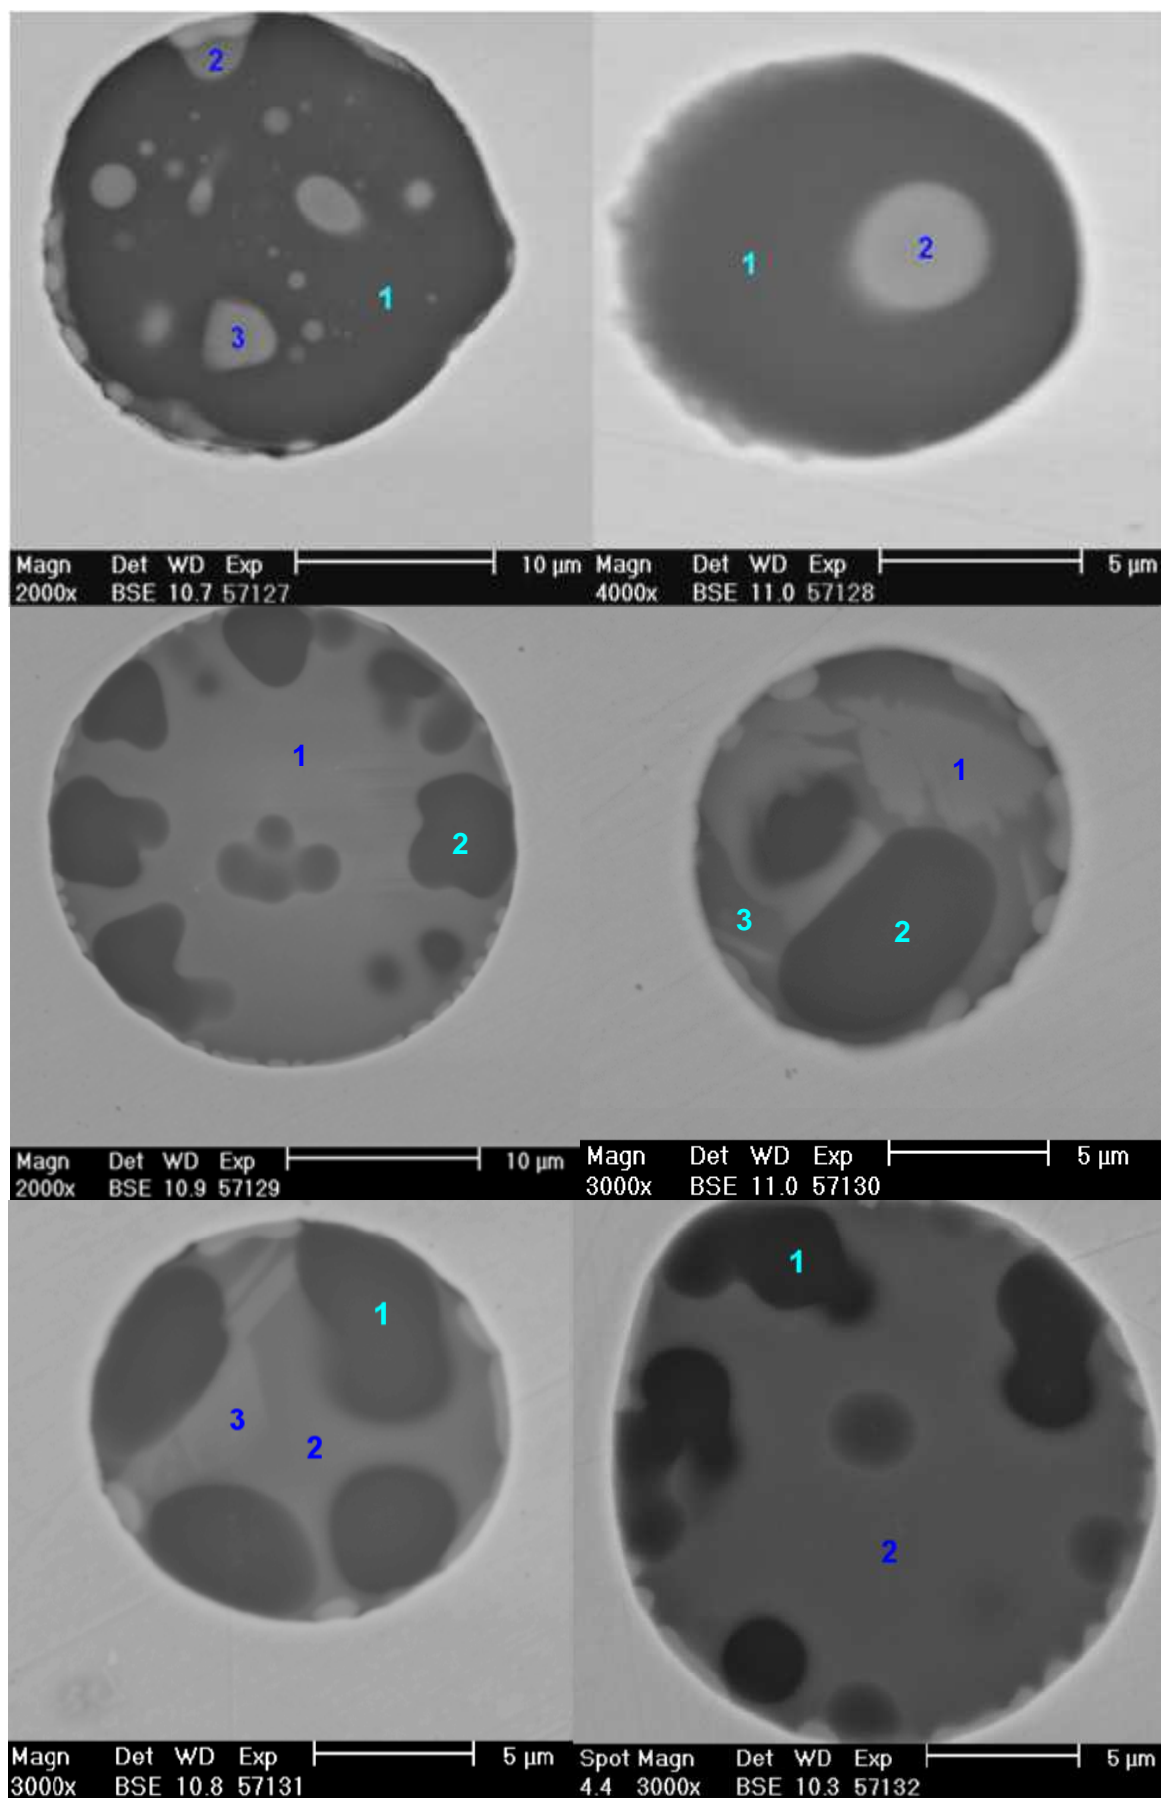 2
1
3
1
2
Magn Det WD Exp 10 µm
2000x BSE 10.7 57127
Magn Det WD Exp 5 µm
4000x BSE 11.0 57128
1
2
1
3
2
Magn Det WD Exp 10 µm
2000x BSE 10.9 57129
Magn Det WD Exp 5 µm
3000x BSE 11.0 57130
1
3
2
1
2
Magn Det WD Exp 5 µm
3000x BSE 10.8 57131
Spot Magn Det WD Exp 5 µm
4.4 3000x BSE 10.3 57132